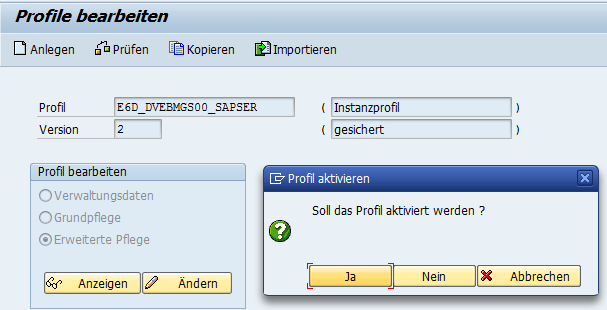 Profile bearbeiten
Anlegen Prüfen Kopieren Importieren
Profil E6D_DVEBMGS00_SAPSER ( Instanzprofil )
Version 2 ( gesichert )
Profil bearbeiten
Verwaltungsdaten
Grundpflege
Erweiterte Pflege
Anzeigen Ändern
Profil aktivieren
Soll das Profil aktiviert werden ?
Ja Nein Abbrechen